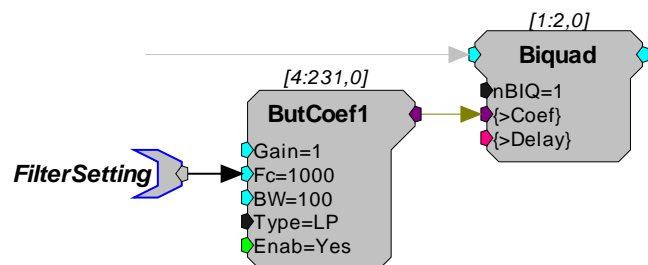 [1:2,0]
Biquad
nBIQ=1
{>Coef}
{>Delay}
[4:231,0]
ButCoef1
Gain=1
Fc=1000
BW=100
Type=LP
Enab=Yes
FilterSetting